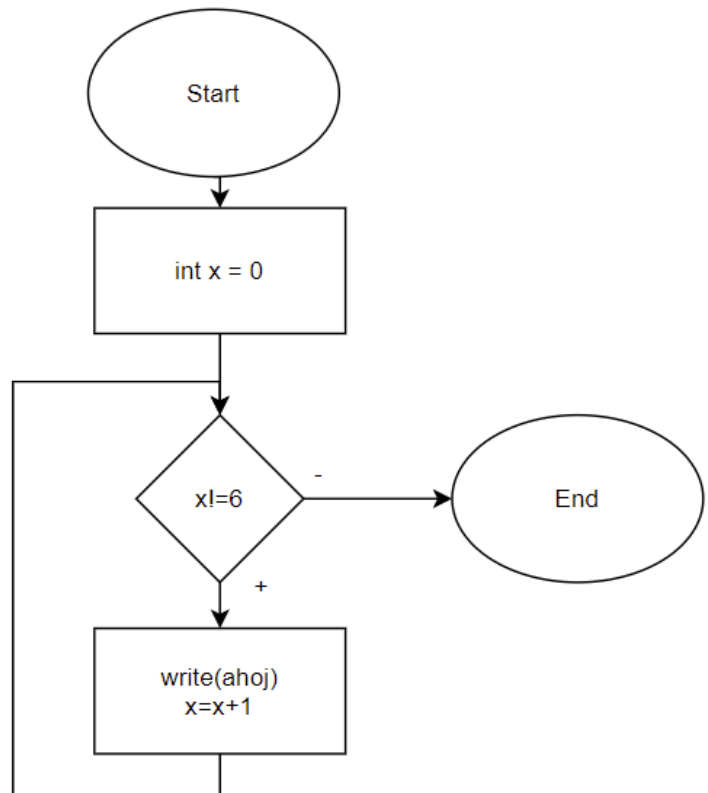 Start
int x = 0
x!=6
-
End
+
write(ahoj)
x=x+1